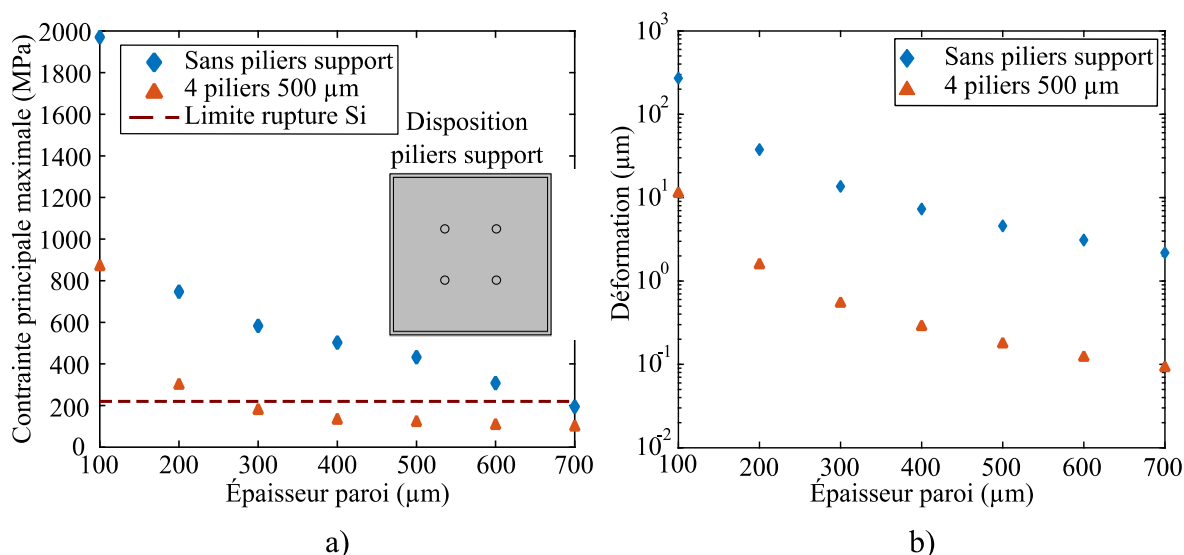 2000
1800
1600
1400
1200
1000
800
600
400
200
0
Contrainte principale maximale (MPa)
Sans piliers support
4 piliers 500 µm
Limite rupture Si
Disposition
piliers support
100 200 300 400 500 600 700
Épaisseur paroi (µm)
a)
10³
10²
10¹
10⁰
10⁻¹
10⁻²
Déformation (µm)
Sans piliers support
4 piliers 500 µm
100 200 300 400 500 600 700
Épaisseur paroi (µm)
b)